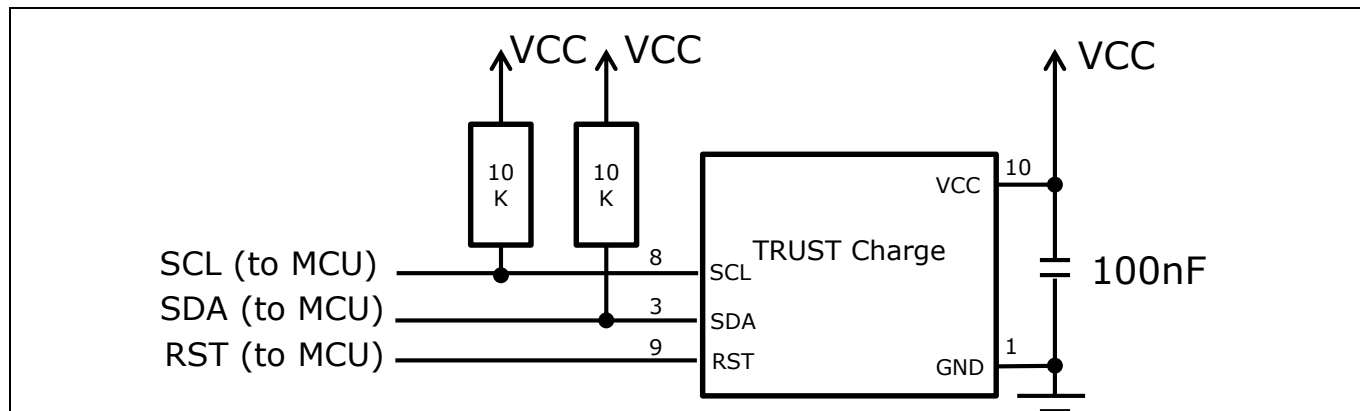 VCC VCC
VCC
10
K
10
K
10
VCC
TRUST Charge
SCL (to MCU)
8
SCL
100nF
SDA (to MCU)
3
SDA
RST (to MCU)
9
RST
1
GND